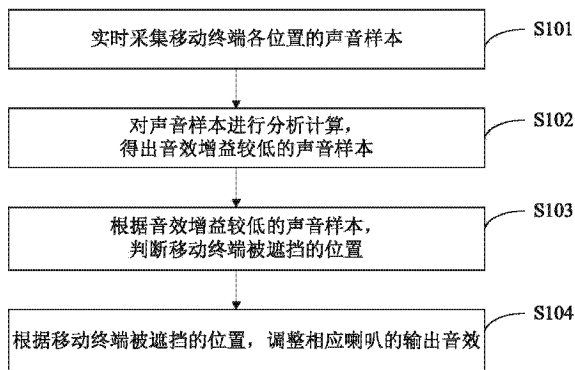 实时采集移动终端各位置的声音样本
S101
对声音样本进行分析计算，
得出音效增益较低的声音样本
S102
根据音效增益较低的声音样本，
判断移动终端被遮挡的位置
S103
根据移动终端被遮挡的位置，调整相应喇叭的输出音效
S104